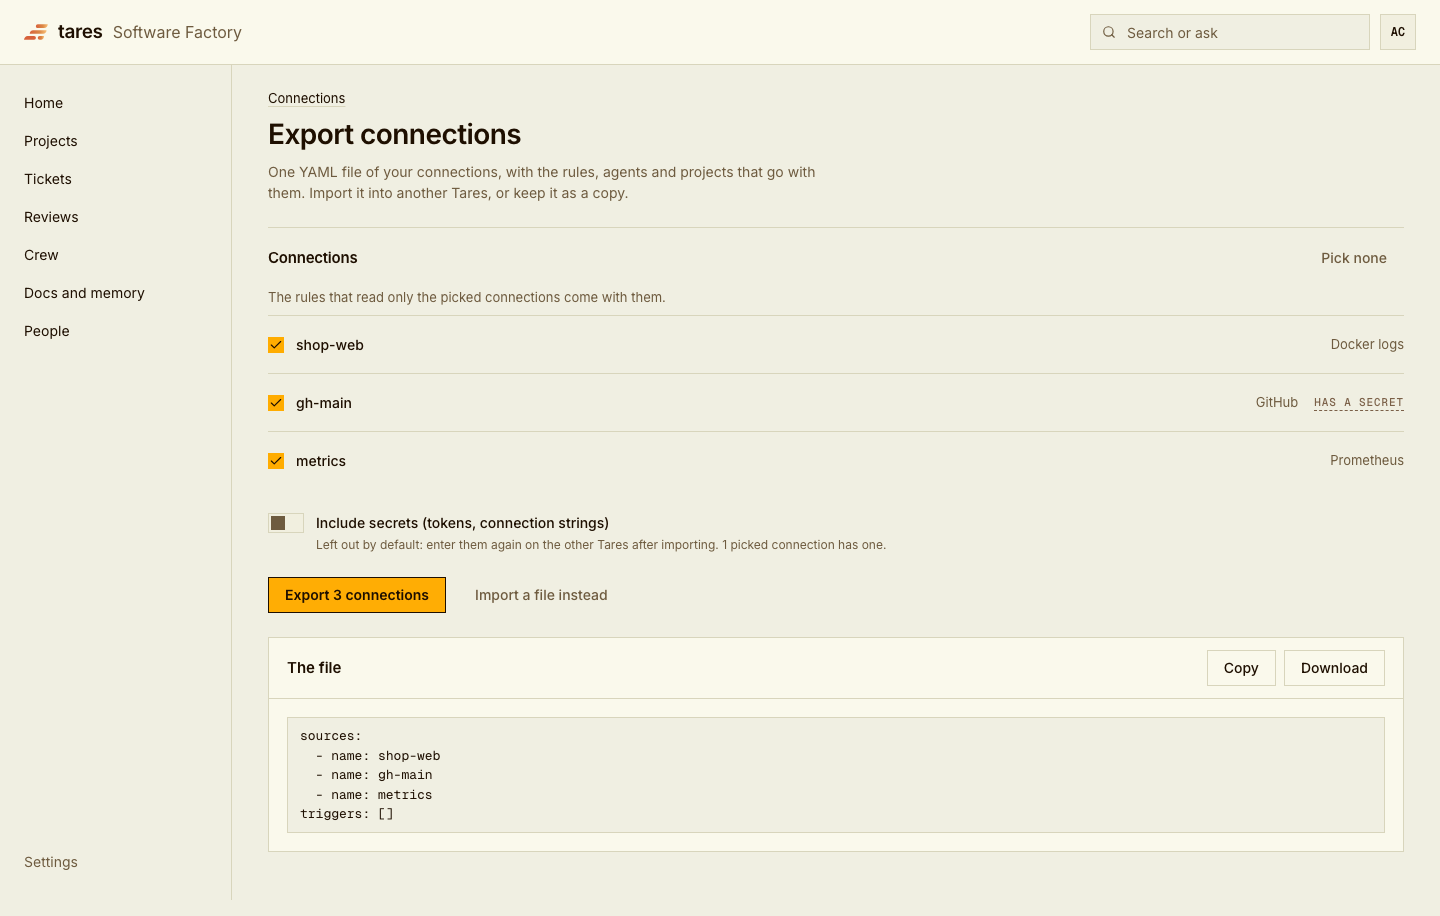 tares Software Factory
Search or ask
AC
Home
Projects
Tickets
Reviews
Crew
Docs and memory
People
Settings
Connections
Export connections
One YAML file of your connections, with the rules, agents and projects that go with
them. Import it into another Tares, or keep it as a copy.
Connections
Pick none
The rules that read only the picked connections come with them.
shop-web
Docker logs
gh-main
GitHub
HAS A SECRET
metrics
Prometheus
Include secrets (tokens, connection strings)
Left out by default: enter them again on the other Tares after importing. 1 picked connection has one.
Export 3 connections
Import a file instead
The file
Copy
Download
sources:
  - name: shop-web
  - name: gh-main
  - name: metrics
triggers: []